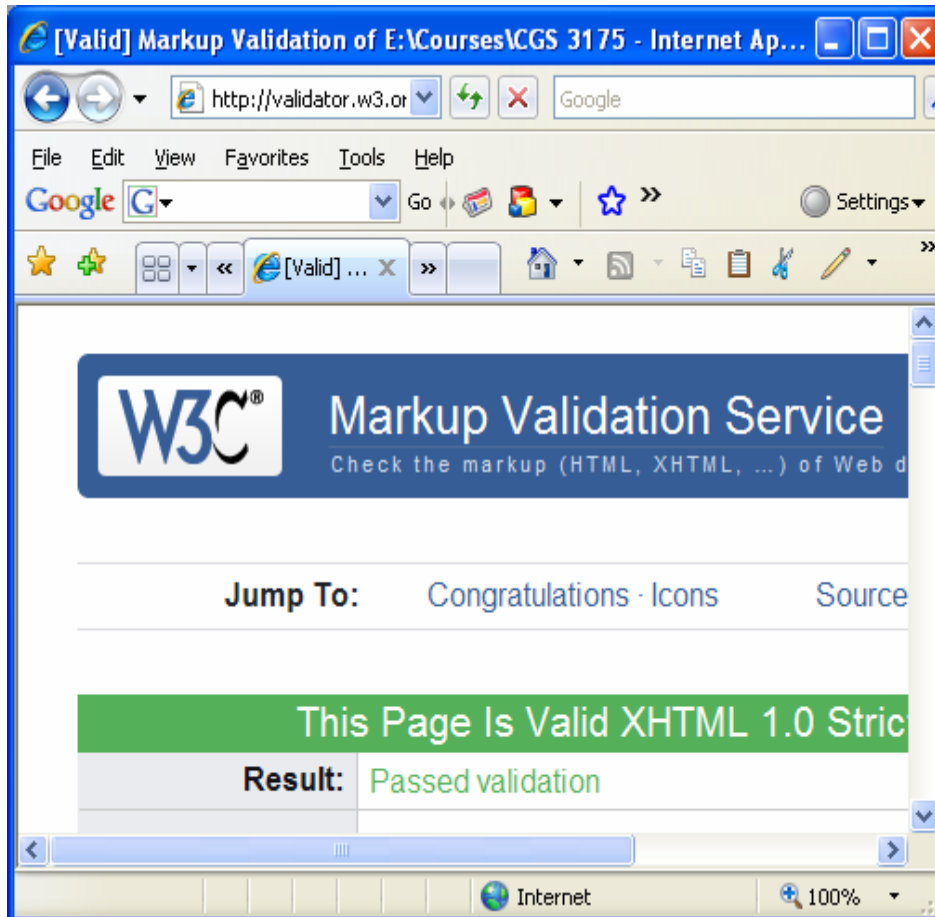 [Valid] Markup Validation of E:\Courses\CGS 3175 - Internet Ap...
http://validator.w3.or
Google
File Edit View Favorites Tools Help
Google G Go Settings
[Valid] ...
W3C® Markup Validation Service
Check the markup (HTML, XHTML, ...) of Web d
Jump To: Congratulations · Icons Source
This Page Is Valid XHTML 1.0 Stric
Result: Passed validation
Internet 100%